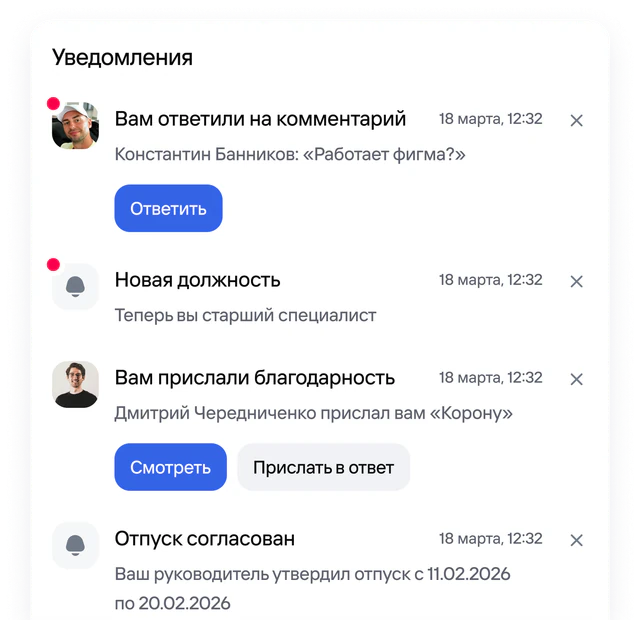 Уведомления
Вам ответили на комментарий 18 марта, 12:32
Константин Банников: «Работает фигма?»
Ответить
Новая должность 18 марта, 12:32
Теперь вы старший специалист
Вам прислали благодарность 18 марта, 12:32
Дмитрий Чередниченко прислал вам «Корону»
Смотреть Прислать в ответ
Отпуск согласован 18 марта, 12:32
Ваш руководитель утвердил отпуск с 11.02.2026
по 20.02.2026